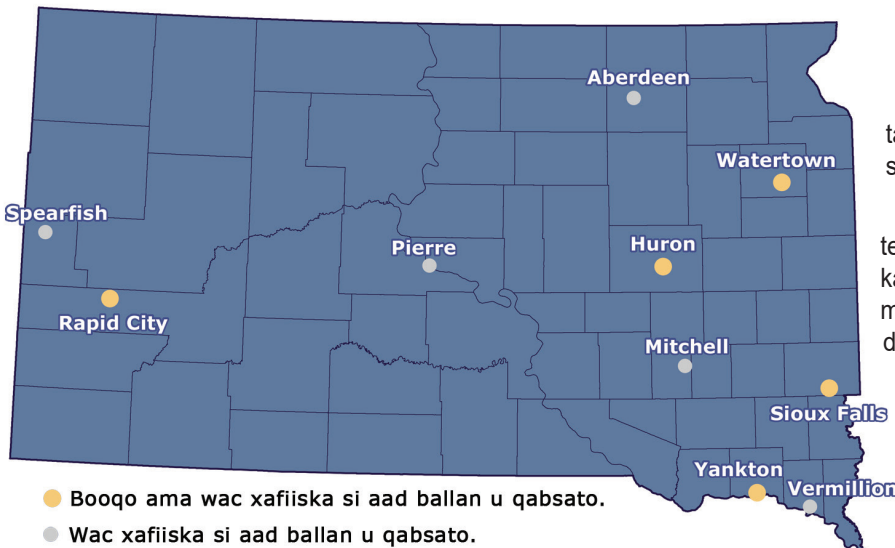 Aberdeen
Watertown
Spearfish
Pierre
Huron
Rapid City
Mitchell
Sioux Falls
Yankton
Vermillion
Booqo ama wac xafiiska si aad ballan u qabsato.
Wac xafiiska si aad ballan u qabsato.